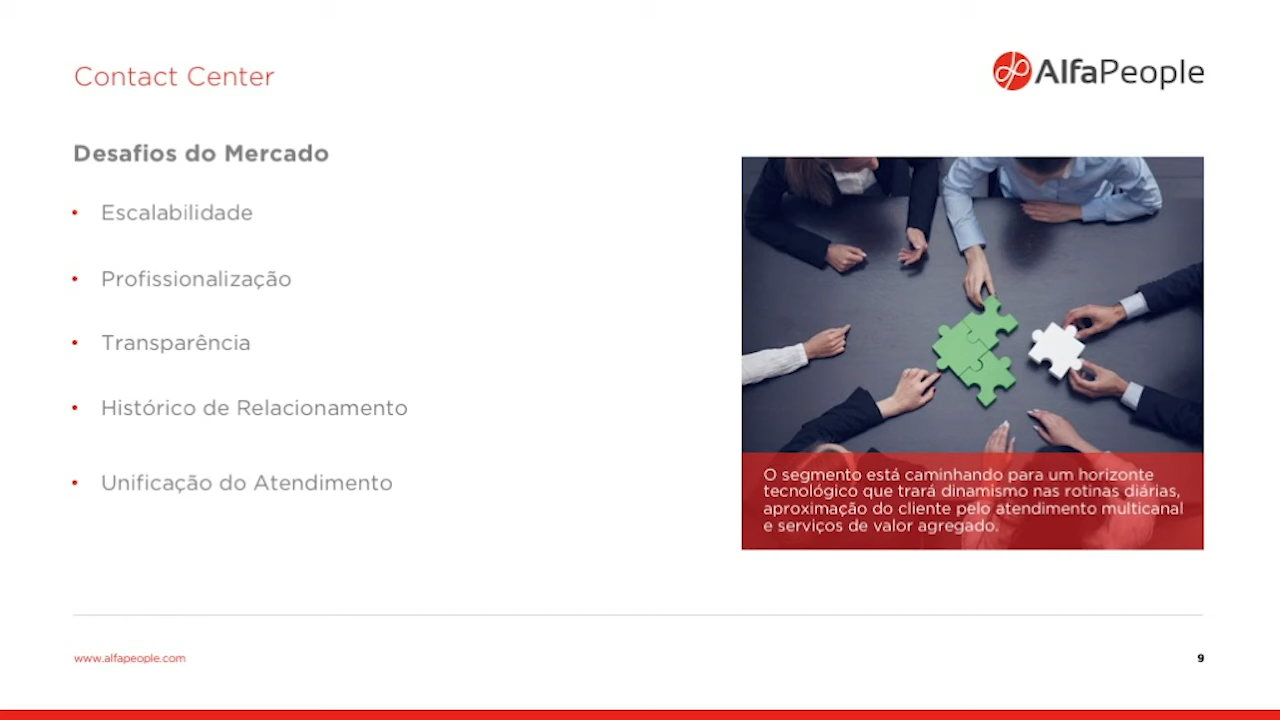 Contact Center
AlfaPeople
Desafios do Mercado
• Escalabilidade
• Profissionalização
• Transparência
• Histórico de Relacionamento
• Unificação do Atendimento
O segmento está caminhando para um horizonte
tecnológico que trará dinamismo nas rotinas diárias,
aproximação do cliente pelo atendimento multicanal
e serviços de valor agregado.
www.alfapeople.com
9